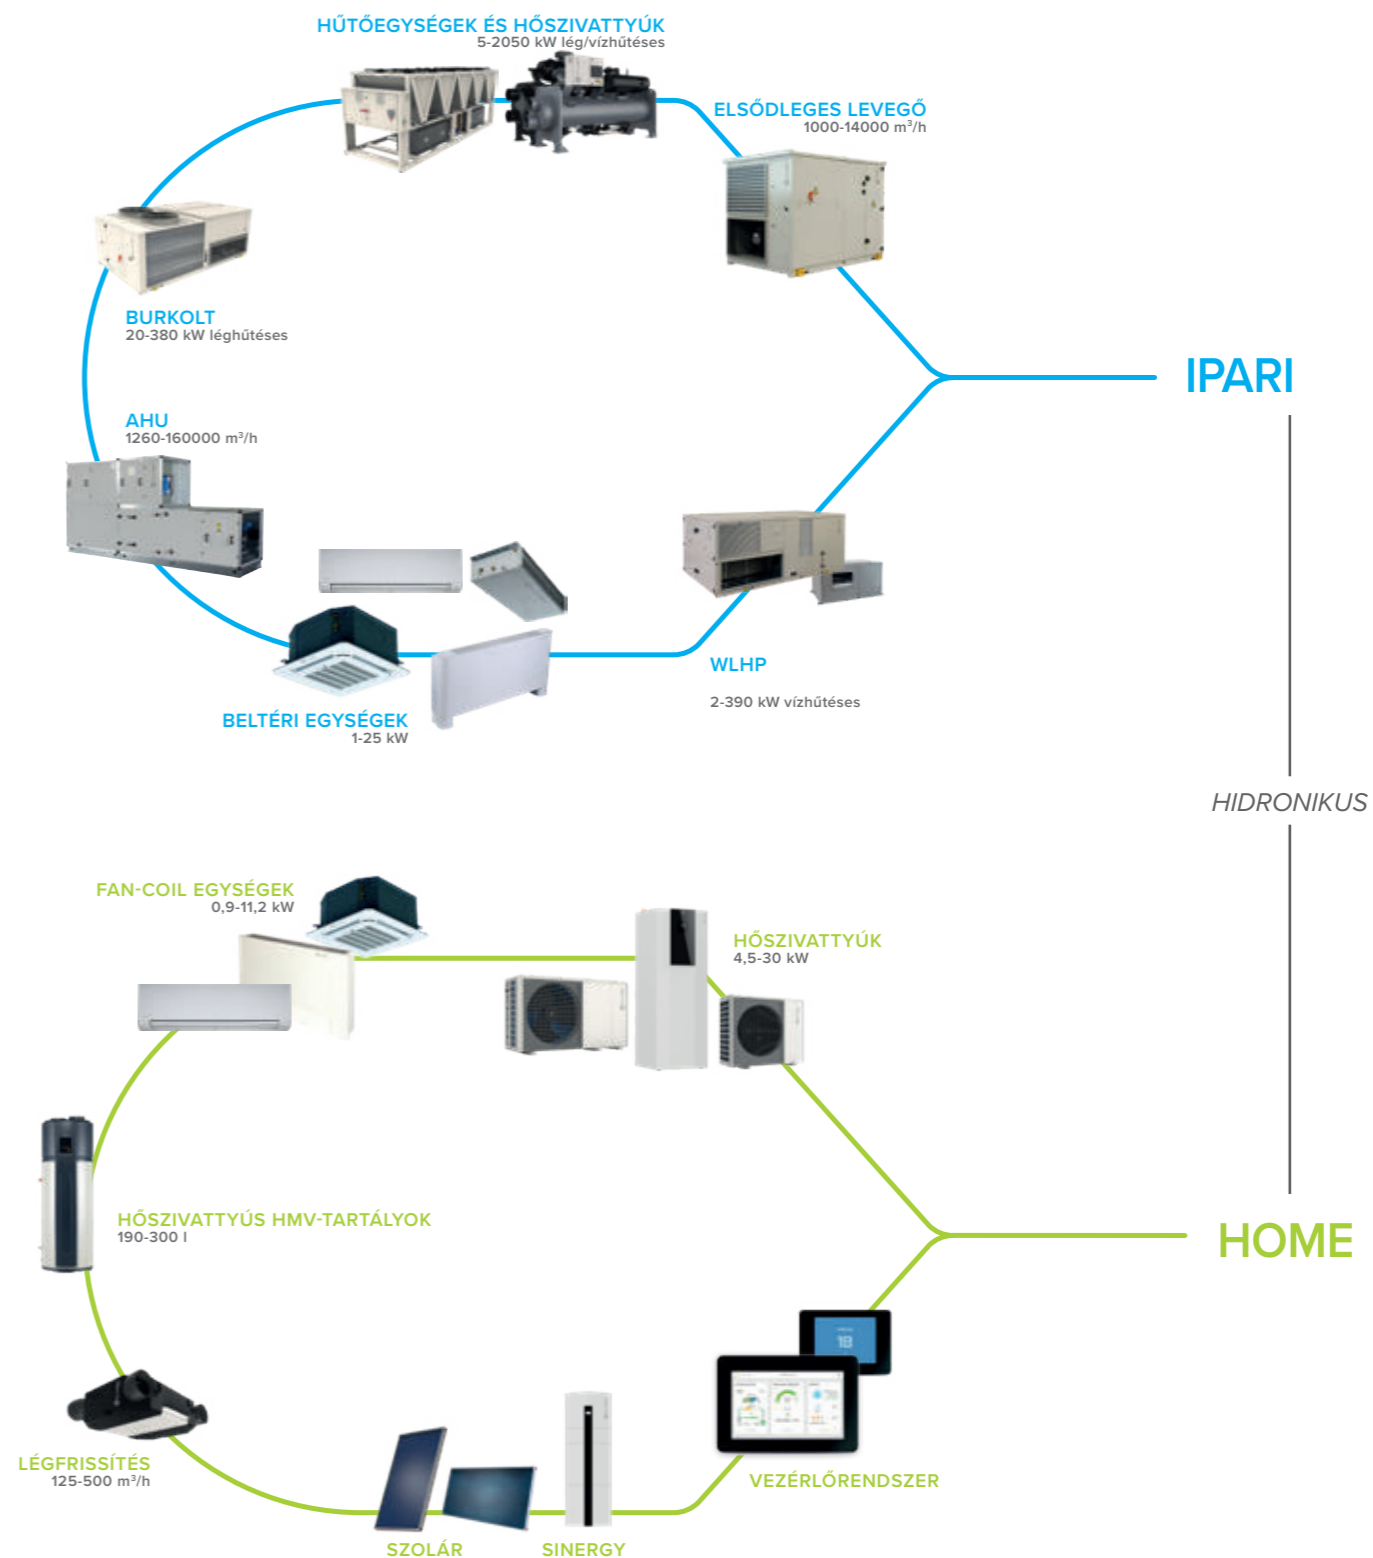 HŰTŐEGYSÉGEK ÉS HŐSZIVATTYÚK
5-2050 kW lég/vízhűtéses
ELSŐDLEGES LEVEGŐ
1000-14000 m³/h
BURKOLT
20-380 kW léghűtéses
IPARI
AHU
1260-160000 m³/h
WLHP
2-390 kW vízhűtéses
BELTÉRI EGYSÉGEK
1-25 kW
HIDRONIKUS
FAN-COIL EGYSÉGEK
0,9-11,2 kW
HŐSZIVATTYÚK
4,5-30 kW
HŐSZIVATTYÚS HMV-TARTÁLYOK
190-300 l
HOME
18
LÉGFRISSÍTÉS
125-500 m³/h
VEZÉRLŐRENDSZER
SZOLÁR
SINERGY